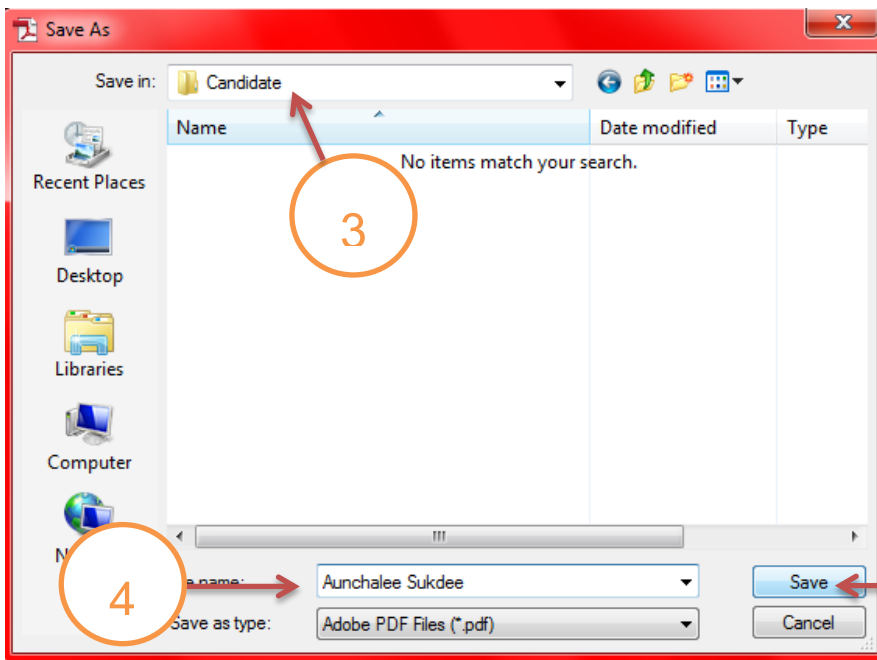 Save As
X
Save in: Candidate
Name Date modified Type
No items match your search.
Recent Places
3
Desktop
Libraries
Computer
4
name: Aunchalee Sukdee Save
Save as type: Adobe PDF Files (*.pdf) Cancel